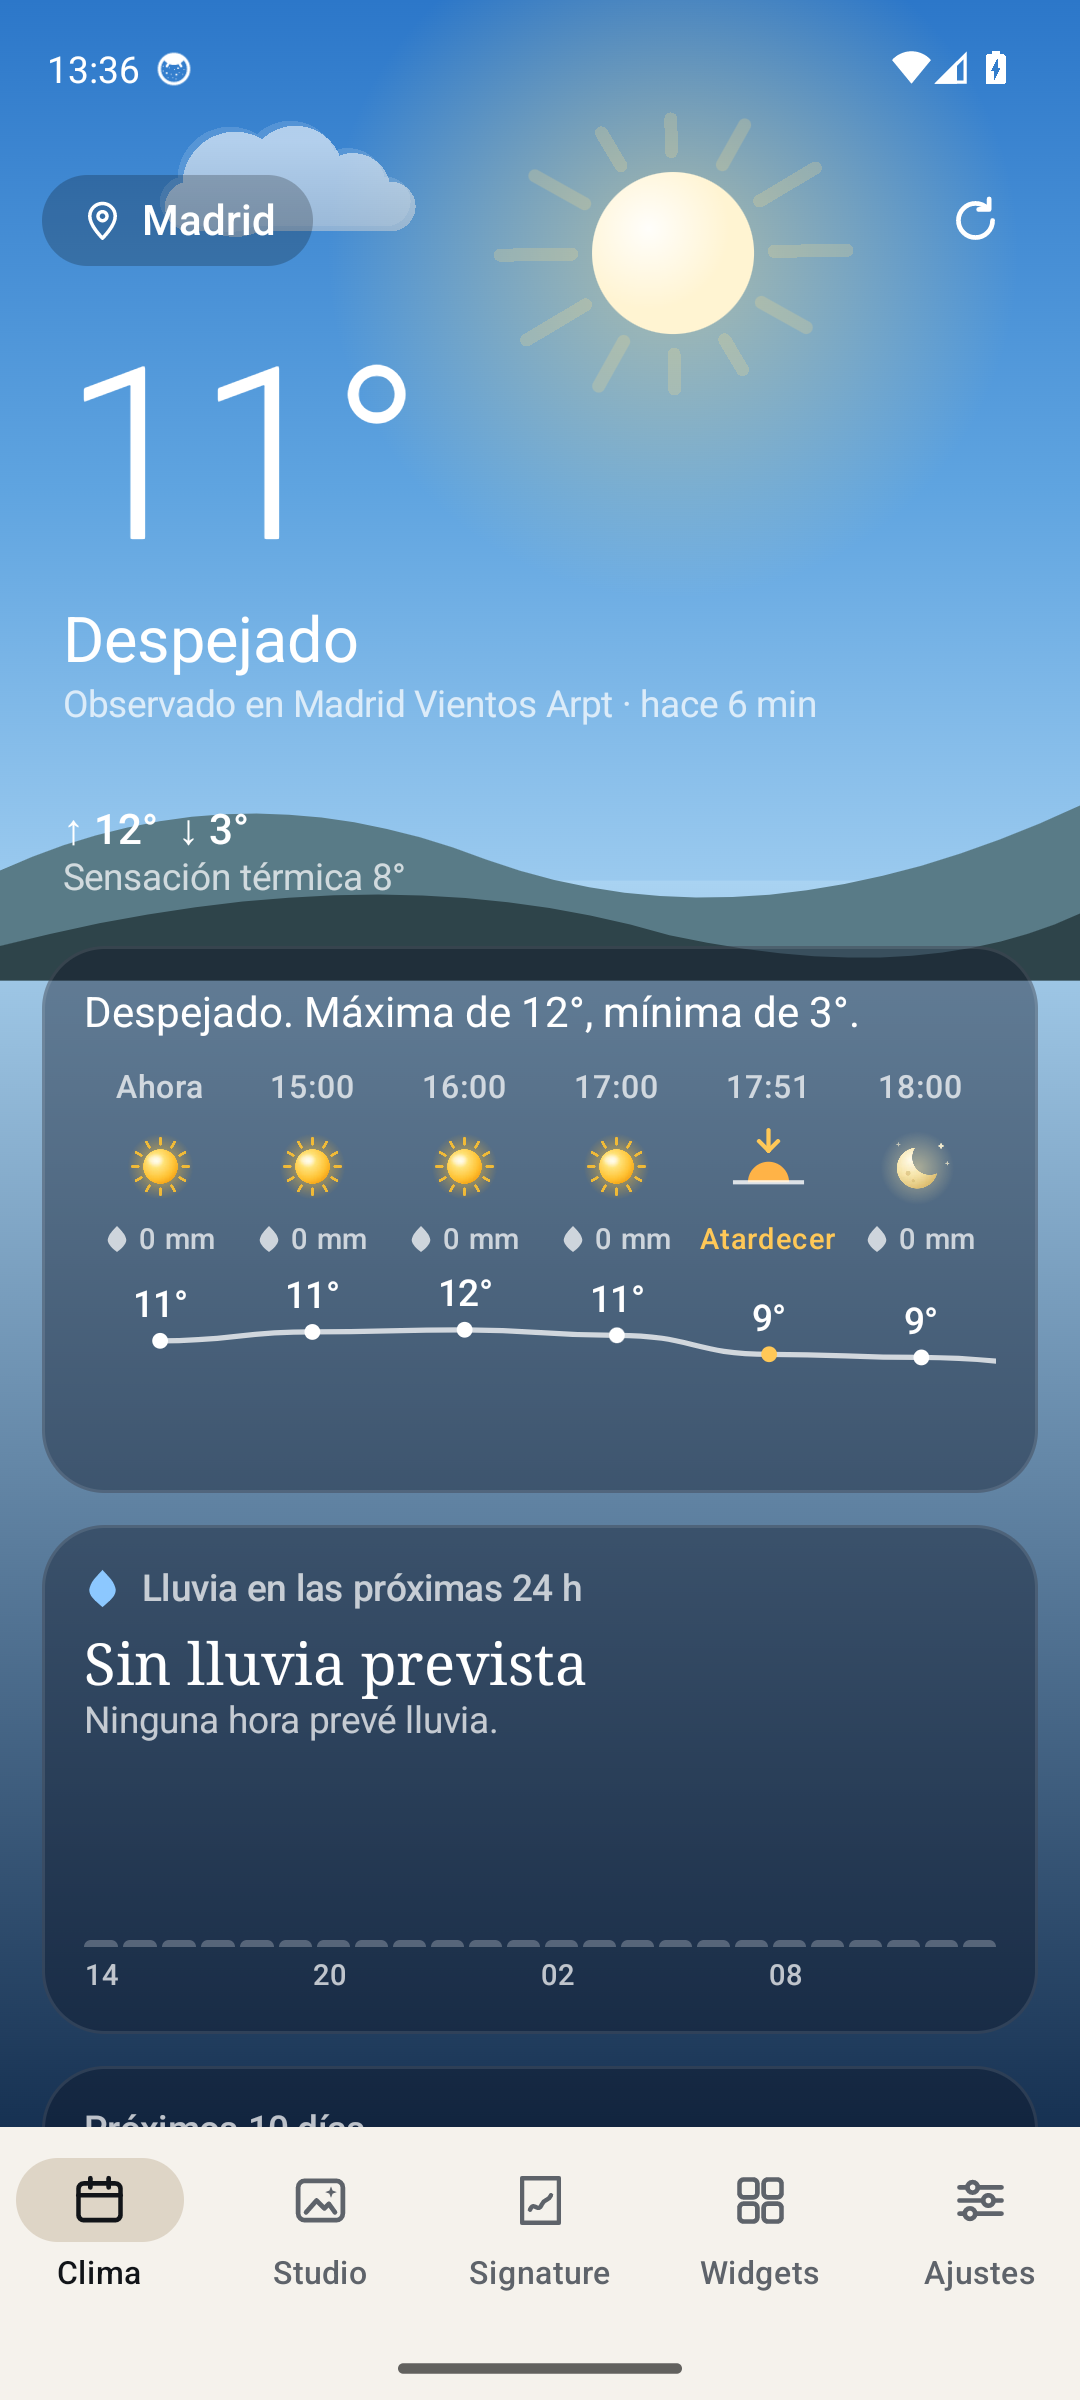 13:36
Madrid
11°
Despejado
Observado en Madrid Vientos Arpt · hace 6 min
↑ 12° ↓ 3°
Sensación térmica 8°
Despejado. Máxima de 12°, mínima de 3°.
Ahora 15:00 16:00 17:00 17:51 18:00
0 mm 0 mm 0 mm 0 mm Atardecer 0 mm
11° 11° 12° 11° 9° 9°
Lluvia en las próximas 24 h
Sin lluvia prevista
Ninguna hora prevé lluvia.
14 20 02 08
Próximos 10 días
Clima Studio Signature Widgets Ajustes